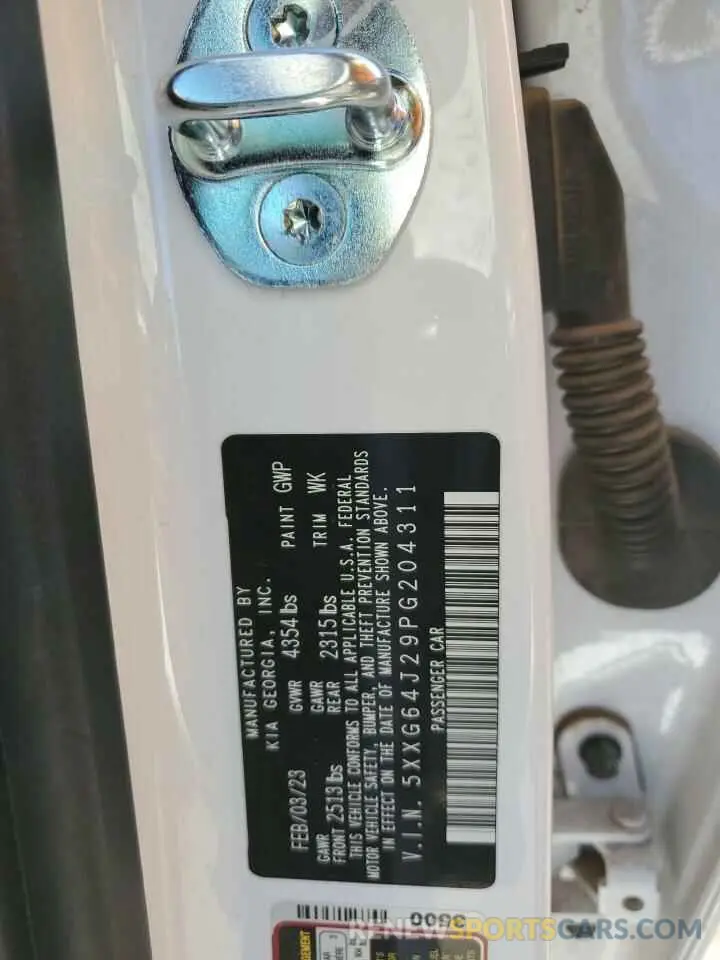 MANUFACTURED BY
KIA GEORGIA, INC.
FEB/03/23 GVWR 4354 lbs PAINT GWP
GAWR GAWR
FRONT 2513 lbs REAR 2315 lbs TRIM WK
THIS VEHICLE CONFORMS TO ALL APPLICABLE U.S.A. FEDERAL
MOTOR VEHICLE SAFETY, BUMPER, AND THEFT PREVENTION STANDARDS
IN EFFECT ON THE DATE OF MANUFACTURE SHOWN ABOVE.
V.I.N. 5XXG64J29PG204311
PASSENGER CAR
RENEWSPORTSCARS.COM